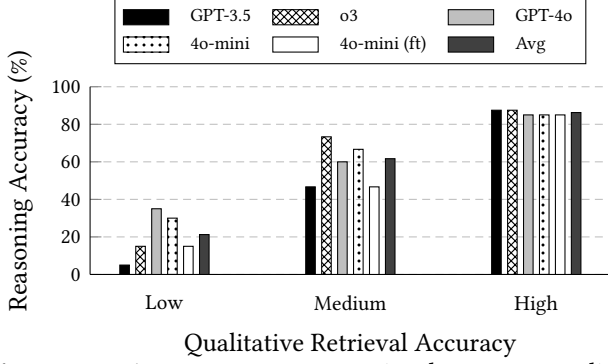 GPT-3.5 o3 GPT-4o
4o-mini 4o-mini (ft) Avg
Reasoning Accuracy (%)
100
80
60
40
20
0
Low Medium High
Qualitative Retrieval Accuracy